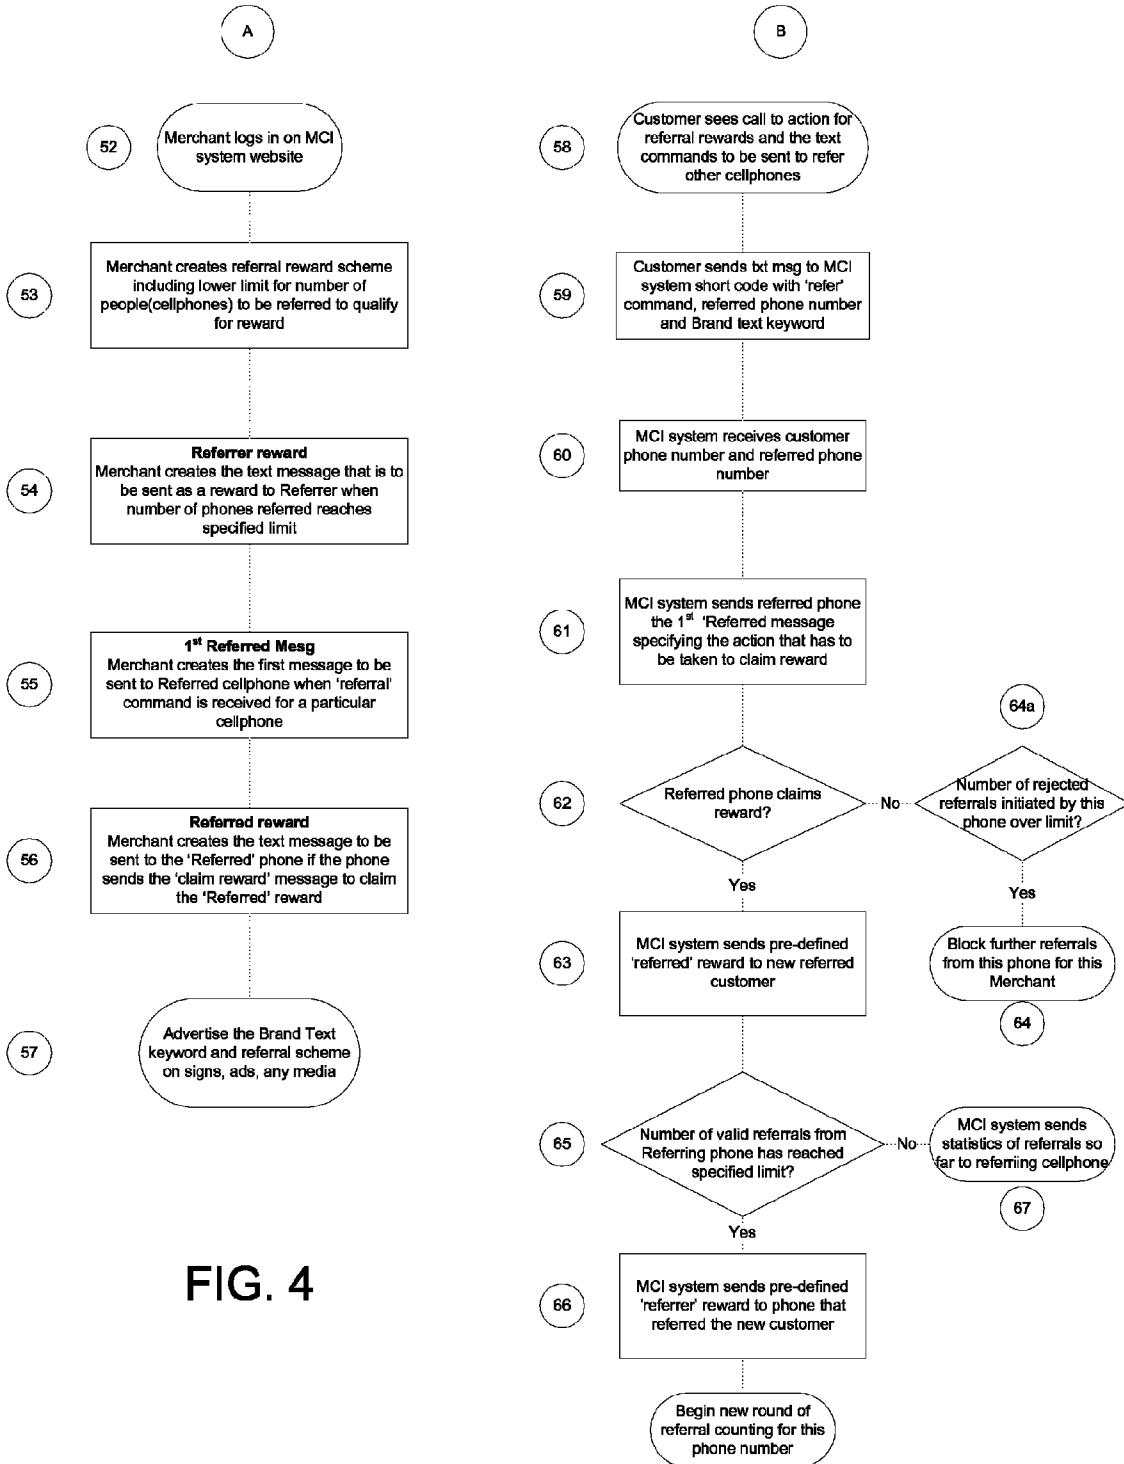 A
52
Merchant logs in on MCI
system website
53
Merchant creates referral reward scheme
including lower limit for number of
people(cellphones) to be referred to qualify
for reward
54
Referrer reward
Merchant creates the text message that is to
be sent as a reward to Referrer when
number of phones referred reaches
specified limit
55
1st Referred Mesg
Merchant creates the first message to be
sent to Referred cellphone when ‘referral’
command is received for a particular
cellphone
56
Referred reward
Merchant creates the text message to be
sent to the ‘Referred’ phone if the phone
sends the ‘claim reward’ message to claim
the ‘Referred’ reward
57
Advertise the Brand Text
keyword and referral scheme
on signs, ads, any media
FIG. 4
B
58
Customer sees call to action for
referral rewards and the text
commands to be sent to refer
other cellphones
59
Customer sends txt msg to MCI
system short code with ‘refer’
command, referred phone number
and Brand text keyword
60
MCI system receives customer
phone number and referred phone
number
61
MCI system sends referred phone
the 1st ‘Referred message
specifying the action that has to
be taken to claim reward
62
Referred phone claims
reward?
No
64a
Number of rejected
referrals initiated by this
phone over limit?
Yes
Yes
63
MCI system sends pre-defined
‘referred’ reward to new referred
customer
Block further referrals
from this phone for this
Merchant
64
65
Number of valid referrals from
Referring phone has reached
specified limit?
No
MCI system sends
statistics of referrals so
far to referriing cellphone
67
Yes
66
MCI system sends pre-defined
‘referrer’ reward to phone that
referred the new customer
Begin new round of
referral counting for this
phone number